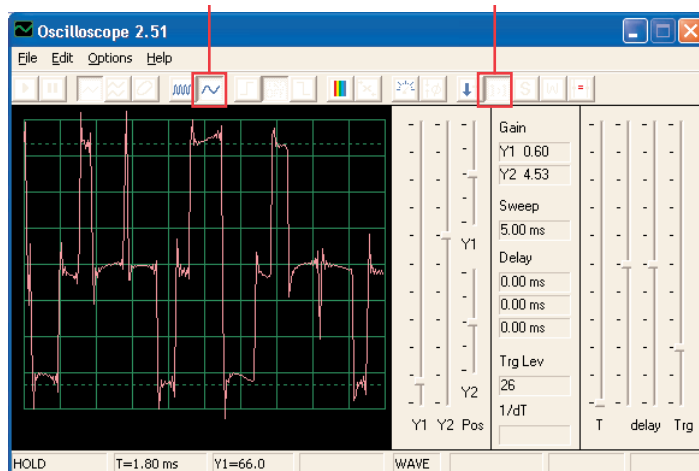 Oscilloscope 2.51
File Edit Options Help
S W
Gain
Y1 0.60
Y2 4.53
Sweep
5.00 ms
Y1
Delay
0.00 ms
0.00 ms
0.00 ms
Trg Lev
26
Y2
1/dT
Y1 Y2 Pos T delay Trg
HOLD T=1.80 ms Y1=66.0 WAVE